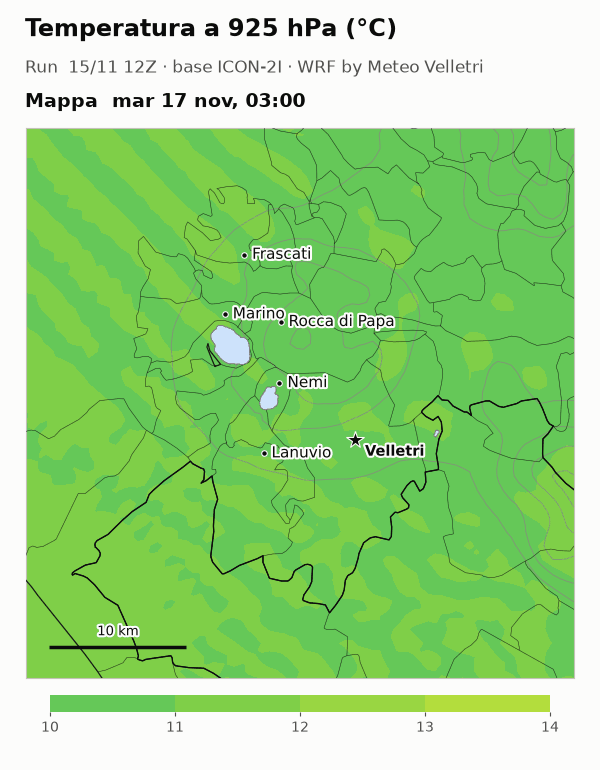 Temperatura a 925 hPa (°C)
Run  15/11 12Z · base ICON-2I · WRF by Meteo Velletri
Mappa  mar 17 nov, 03:00
Frascati
Marino
Rocca di Papa
Nemi
Velletri
Lanuvio
10 km
10 11 12 13 14